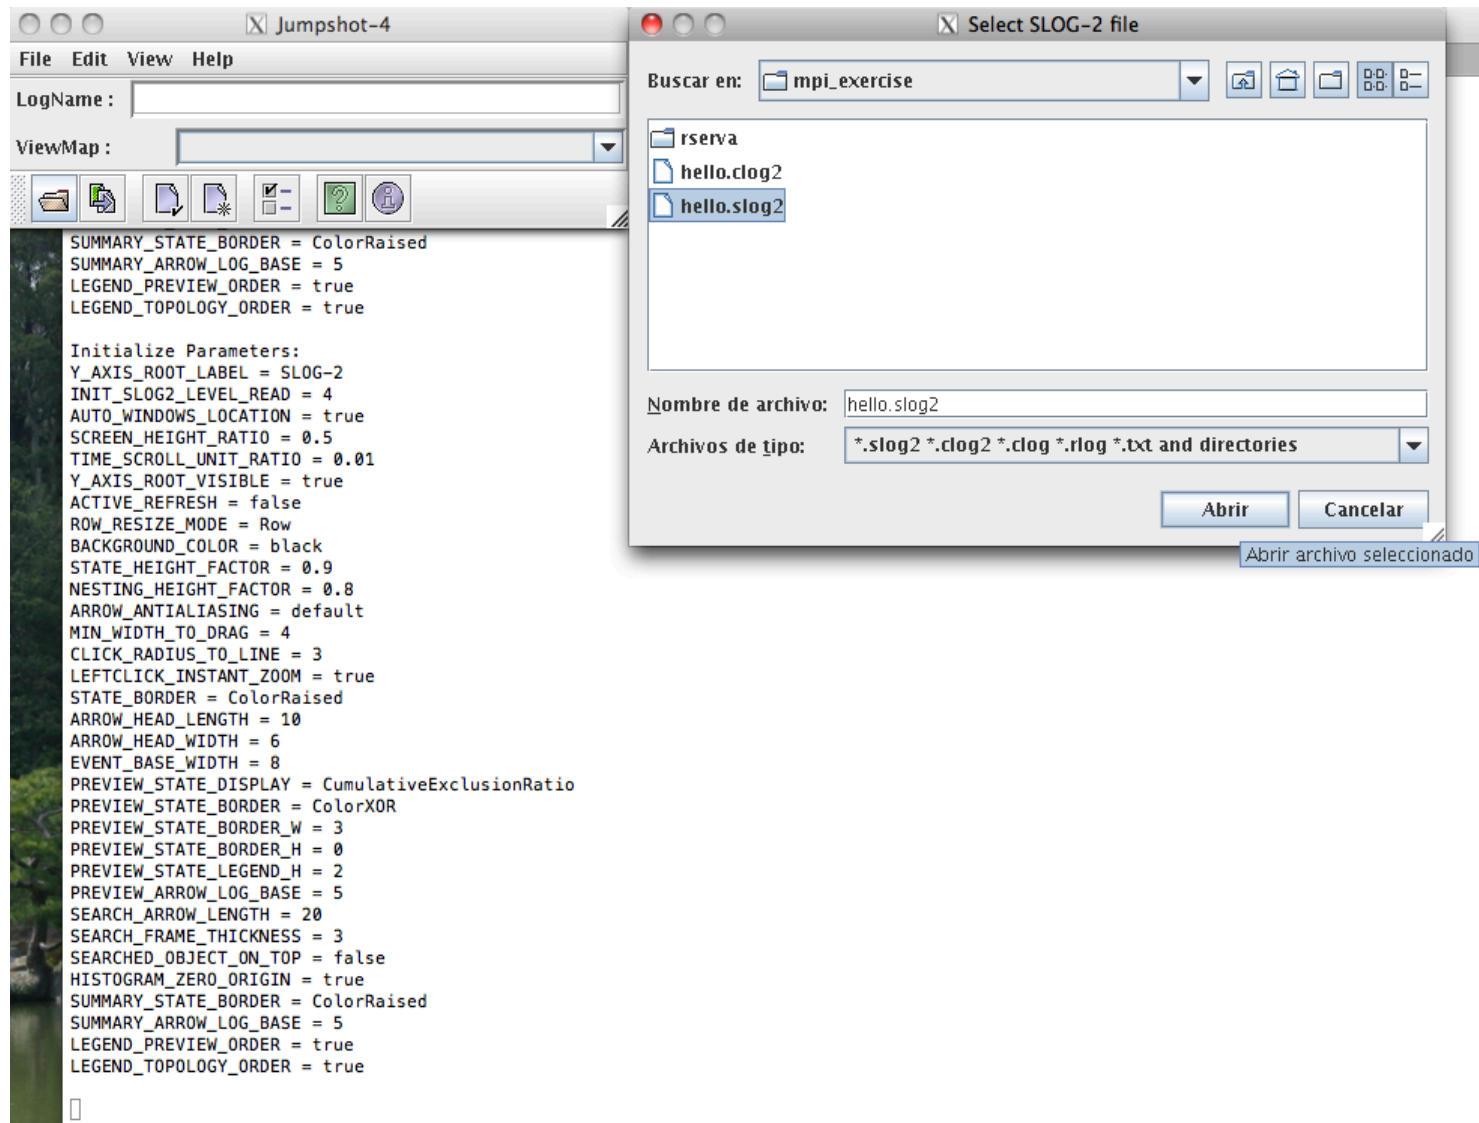 Jumpshot-4
File Edit View Help
LogName :
ViewMap :
Select SLOG-2 file
Buscar en: mpi_exercise
rserva
hello.clog2
hello.slog2
Nombre de archivo: hello.slog2
Archivos de tipo: *.slog2 *.clog2 *.clog *.rlog *.txt and directories
Abrir Cancelar
Abrir archivo seleccionado
SUMMARY_STATE_BORDER = ColorRaised
SUMMARY_ARROW_LOG_BASE = 5
LEGEND_PREVIEW_ORDER = true
LEGEND_TOPOLOGY_ORDER = true
Initialize Parameters:
Y_AXIS_ROOT_LABEL = SLOG-2
INIT_SLOG2_LEVEL_READ = 4
AUTO_WINDOWS_LOCATION = true
SCREEN_HEIGHT_RATIO = 0.5
TIME_SCROLL_UNIT_RATIO = 0.01
Y_AXIS_ROOT_VISIBLE = true
ACTIVE_REFRESH = false
ROW_RESIZE_MODE = Row
BACKGROUND_COLOR = black
STATE_HEIGHT_FACTOR = 0.9
NESTING_HEIGHT_FACTOR = 0.8
ARROW_ANTIALIASING = default
MIN_WIDTH_TO_DRAG = 4
CLICK_RADIUS_TO_LINE = 3
LEFTCLICK_INSTANT_ZOOM = true
STATE_BORDER = ColorRaised
ARROW_HEAD_LENGTH = 10
ARROW_HEAD_WIDTH = 6
EVENT_BASE_WIDTH = 8
PREVIEW_STATE_DISPLAY = CumulativeExclusionRatio
PREVIEW_STATE_BORDER = ColorXOR
PREVIEW_STATE_BORDER_W = 3
PREVIEW_STATE_BORDER_H = 0
PREVIEW_STATE_LEGEND_H = 2
PREVIEW_ARROW_LOG_BASE = 5
SEARCH_ARROW_LENGTH = 20
SEARCH_FRAME_THICKNESS = 3
SEARCHED_OBJECT_ON_TOP = false
HISTOGRAM_ZERO_ORIGIN = true
SUMMARY_STATE_BORDER = ColorRaised
SUMMARY_ARROW_LOG_BASE = 5
LEGEND_PREVIEW_ORDER = true
LEGEND_TOPOLOGY_ORDER = true